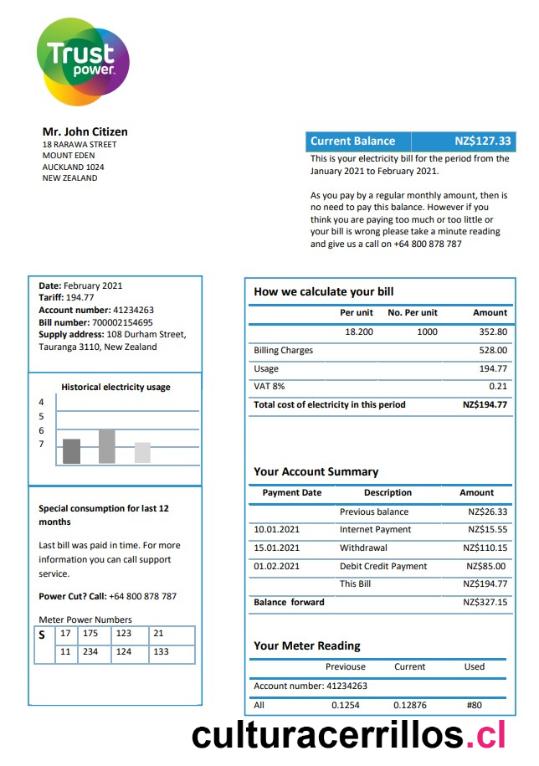 Trust
power.
Mr. John Citizen
18 RARAWA STREET
MOUNT EDEN
AUCKLAND 1024
NEW ZEALAND
Current Balance NZ$127.33
This is your electricity bill for the period from the
January 2021 to February 2021.
As you pay by a regular monthly amount, then is
no need to pay this balance. However if you
think you are paying too much or too little or
your bill is wrong please take a minute reading
and give us a call on +64 800 878 787
Date: February 2021
Tariff: 194.77
Account number: 41234263
Bill number: 700002154695
Supply address: 108 Durham Street,
Tauranga 3110, New Zealand
Historical electricity usage
4
5
6
7
Special consumption for last 12
months
Last bill was paid in time. For more
information you can call support
service.
Power Cut? Call: +64 800 878 787
Meter Power Numbers
S 17 175 123 21
11 234 124 133
How we calculate your bill
Per unit No. Per unit Amount
18.200 1000 352.80
Billing Charges 528.00
Usage 194.77
VAT 8% 0.21
Total cost of electricity in this period NZ$194.77
Your Account Summary
Payment Date Description Amount
Previous balance NZ$26.33
10.01.2021 Internet Payment NZ$15.55
15.01.2021 Withdrawal NZ$110.15
01.02.2021 Debit Credit Payment NZ$85.00
This Bill NZ$194.77
Balance forward NZ$327.15
Your Meter Reading
Previouse Current Used
Account number: 41234263
All 0.1254 0.12876 #80
culturacerrillos.cl